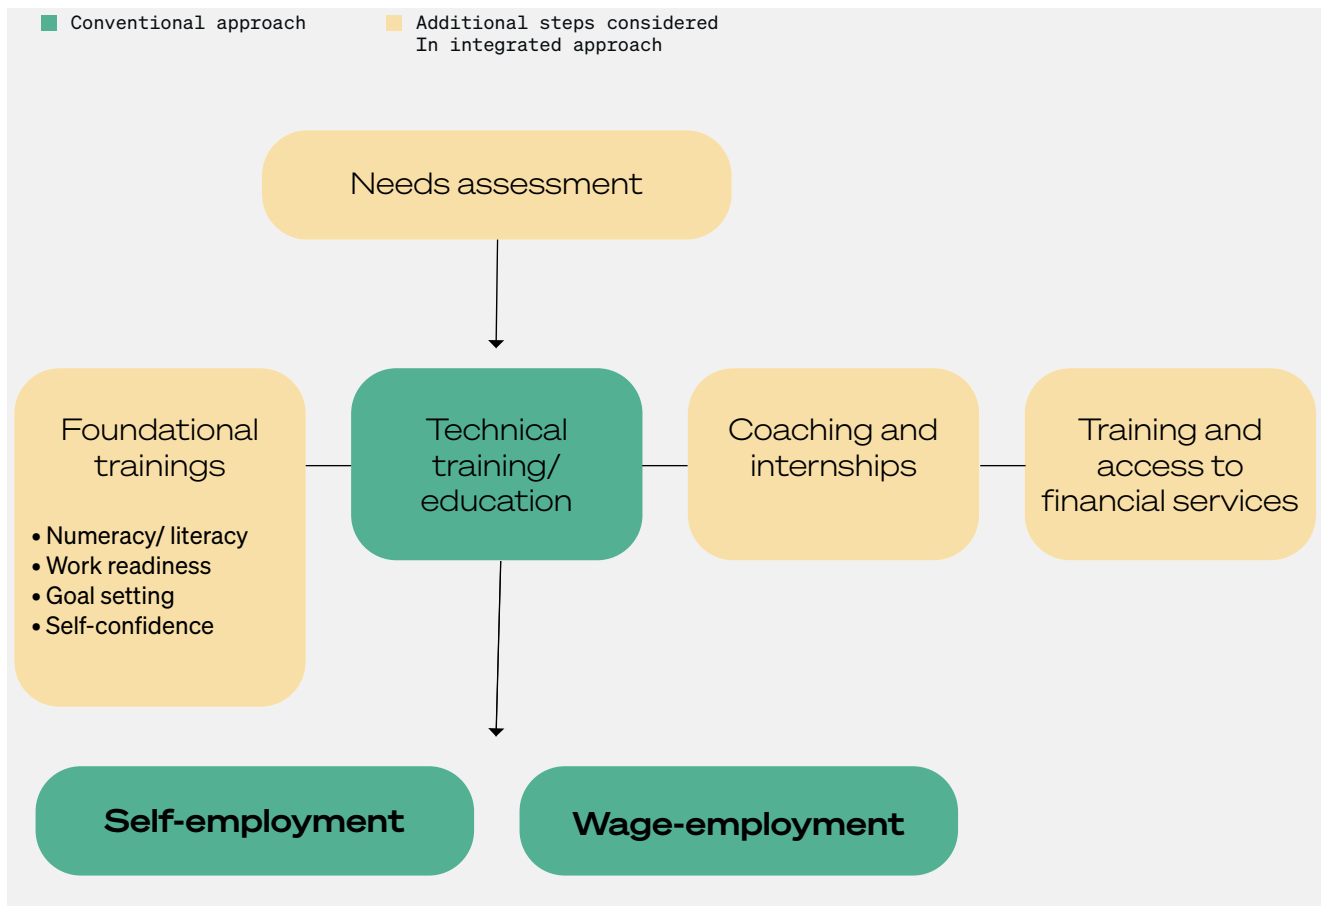 Conventional approach
Additional steps considered
In integrated approach
Needs assessment
Foundational
trainings
• Numeracy/ literacy
• Work readiness
• Goal setting
• Self-confidence
Technical
training/
education
Coaching and
internships
Training and
access to
financial services
Self-employment
Wage-employment